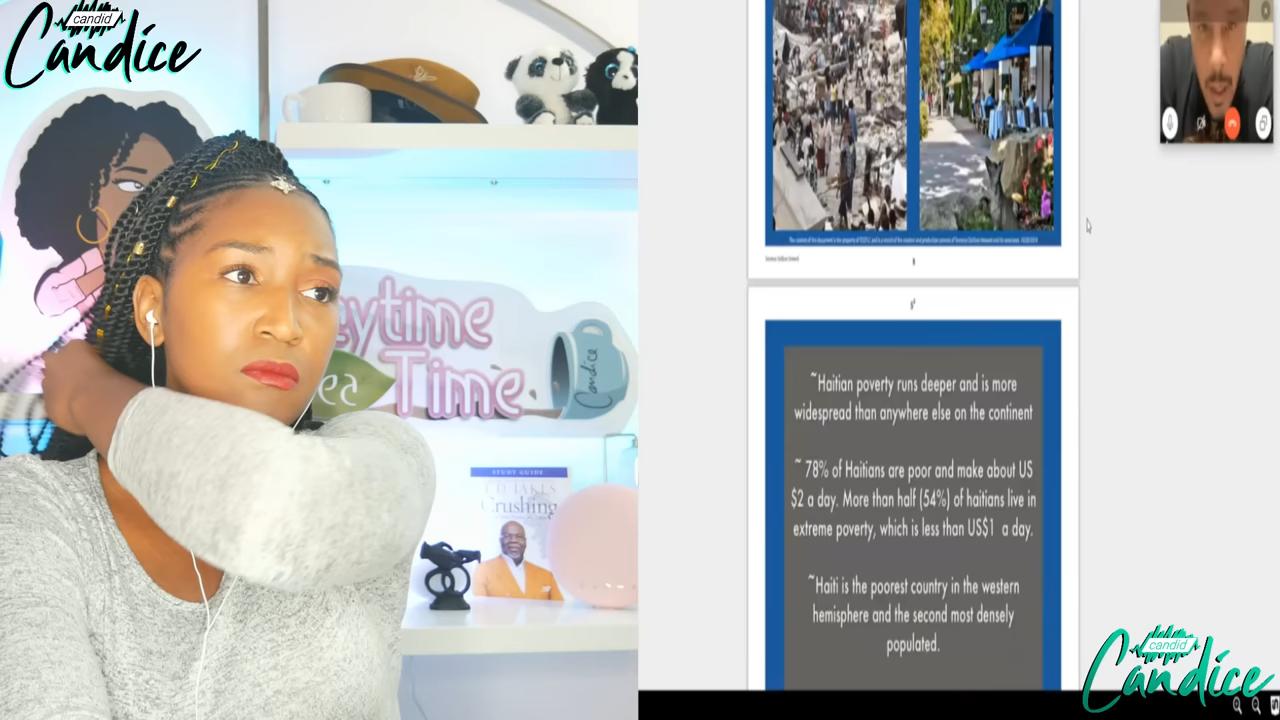 candid
Candice
ytime
ea
Time
Candice
STUDY GUIDE
Crushing
~Haitian poverty runs deeper and is more
widespread than anywhere else on the continent
~ 78% of Haitians are poor and make about US
$2 a day. More than half (54%) of haitians live in
extreme poverty, which is less than US$1 a day.
~Haiti is the poorest country in the western
hemisphere and the second most densely
populated.
candid
Candice